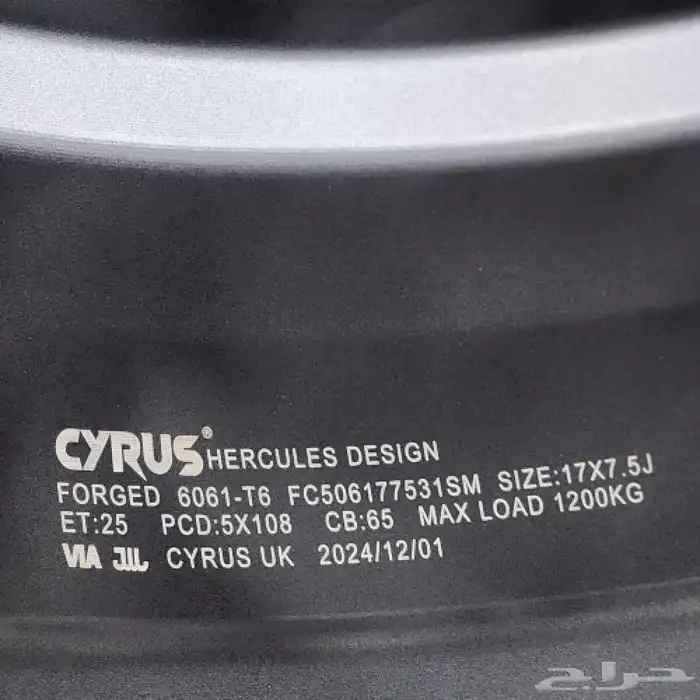 CYRUS® HERCULES DESIGN
FORGED 6061-T6 FC506177531SM SIZE:17X7.5J
ET:25 PCD:5X108 CB:65 MAX LOAD 1200KG
VIA JWL CYRUS UK 2024/12/01
حراج